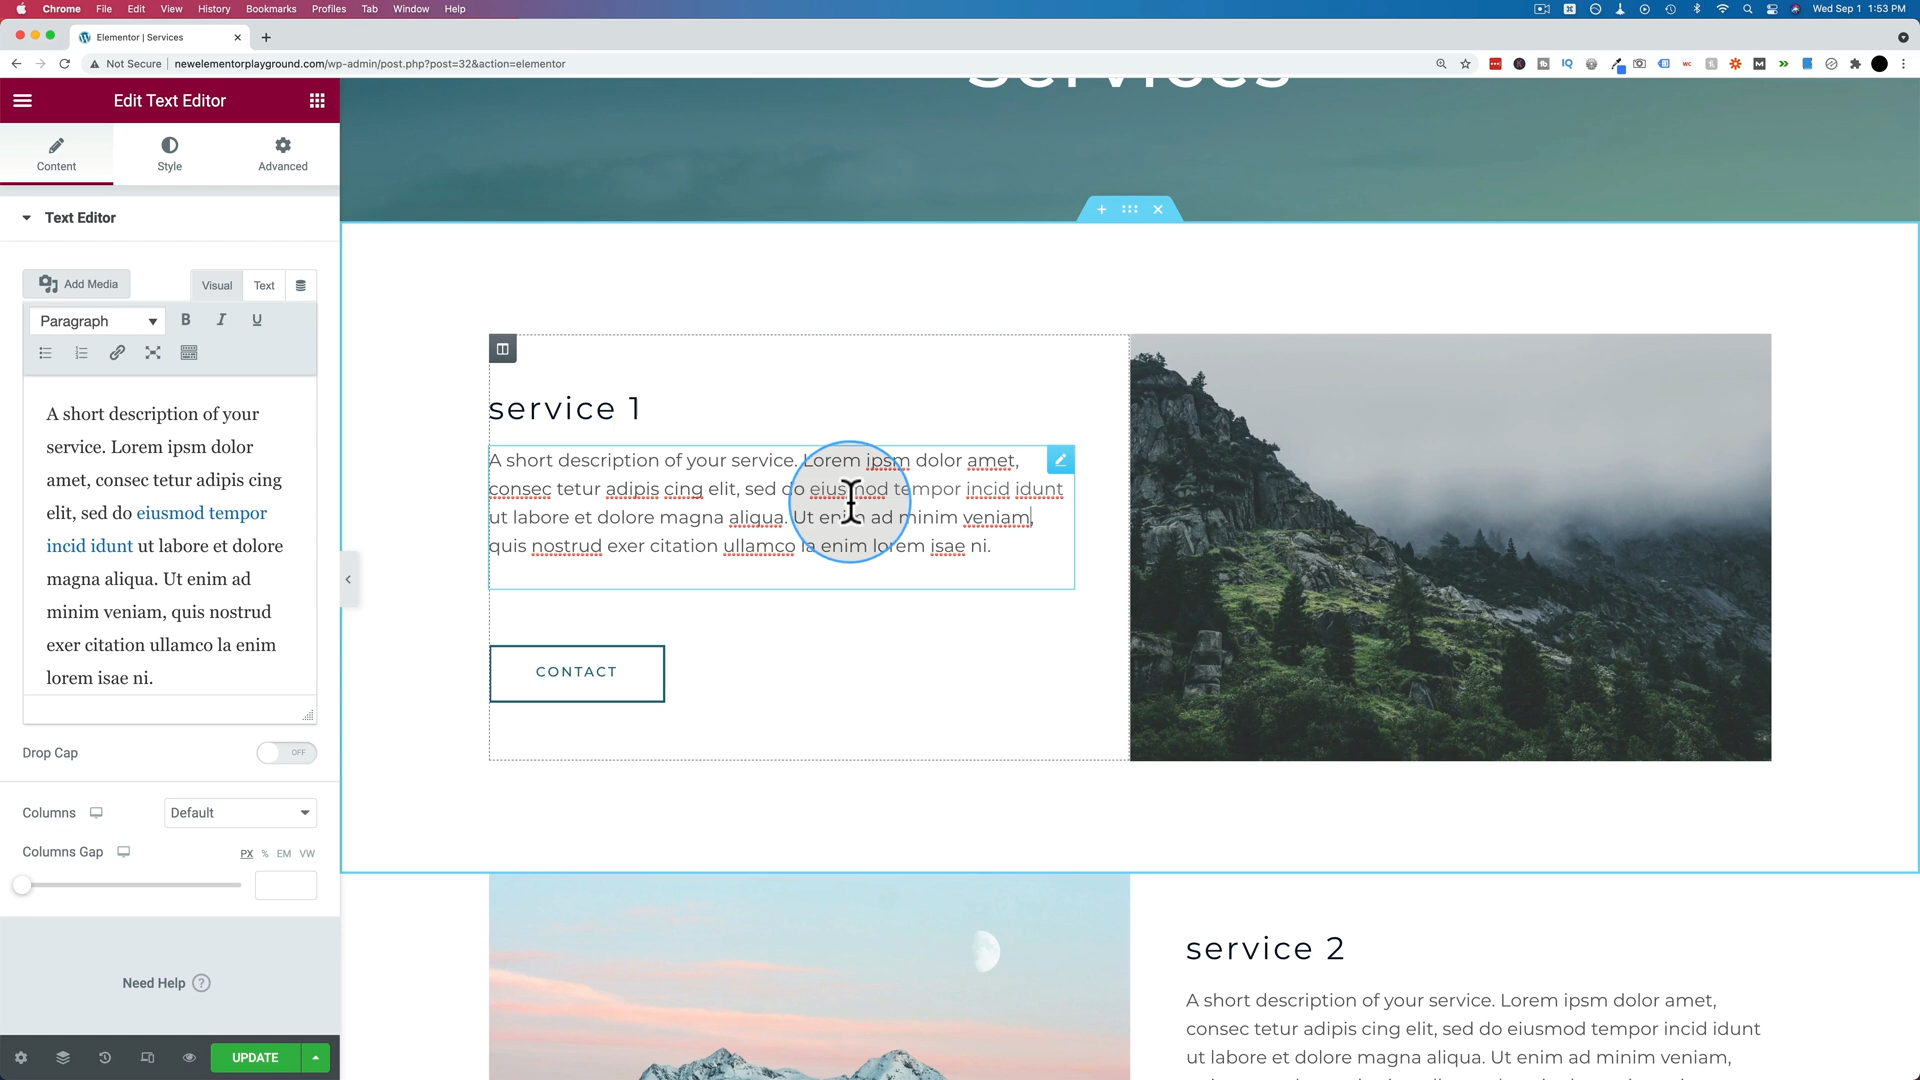 Chrome File Edit View History Bookmarks Profiles Tab Window Help
Wed Sep 1 1:53 PM
Elementor | Services
Not Secure | newelementorplayground.com/wp-admin/post.php?post=32&action=elementor
Edit Text Editor
Content Style Advanced
Text Editor
Add Media
Visual Text
Paragraph B I U
A short description of your
service. Lorem ipsm dolor
amet, consec tetur adipis cing
elit, sed do eiusmod tempor
incid idunt ut labore et dolore
magna aliqua. Ut enim ad
minim veniam, quis nostrud
exer citation ullamco la enim
lorem isae ni.
Drop Cap OFF
Columns Default
Columns Gap PX % EM VW
Need Help ?
UPDATE
Services
service 1
A short description of your service. Lorem ipsm dolor amet,
consec tetur adipis cing elit, sed do eiusmod tempor incid idunt
ut labore et dolore magna aliqua. Ut enim ad minim veniam,
quis nostrud exer citation ullamco la enim lorem isae ni.
CONTACT
service 2
A short description of your service. Lorem ipsm dolor amet,
consec tetur adipis cing elit, sed do eiusmod tempor incid idunt
ut labore et dolore magna aliqua. Ut enim ad minim veniam,